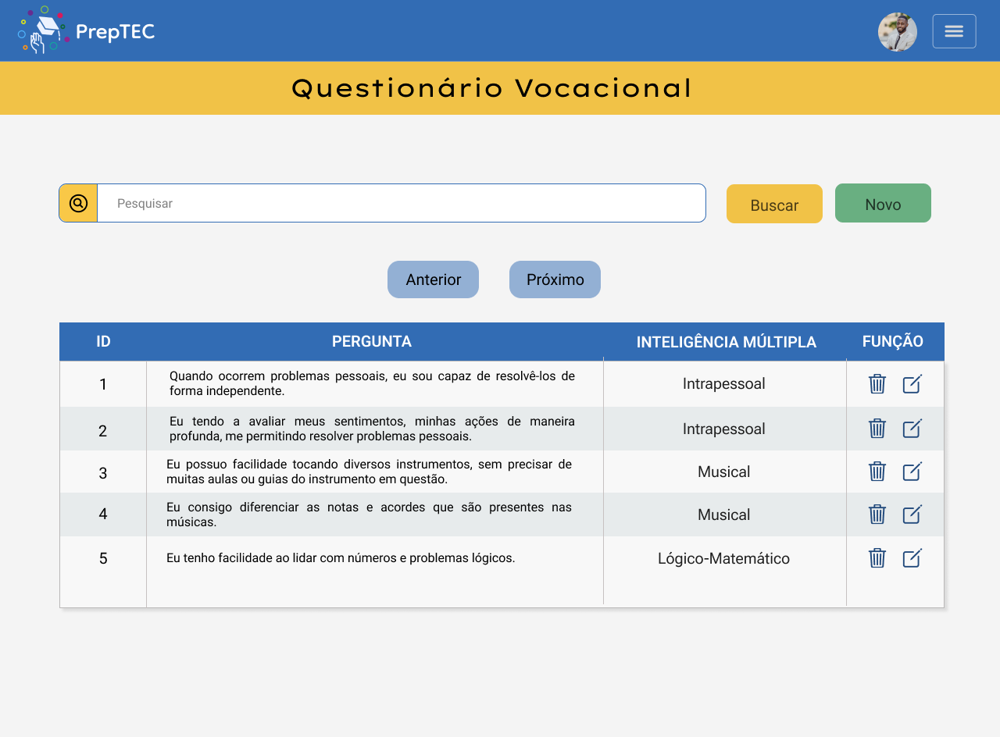 PrepTEC
Questionário Vocacional
Pesquisar
Buscar
Novo
Anterior
Próximo
ID
PERGUNTA
INTELIGÊNCIA MÚLTIPLA
FUNÇÃO
1
Quando ocorrem problemas pessoais, eu sou capaz de resolvê-los de
forma independente.
Intrapessoal
2
Eu tendo a avaliar meus sentimentos, minhas ações de maneira
profunda, me permitindo resolver problemas pessoais.
Intrapessoal
3
Eu possuo facilidade tocando diversos instrumentos, sem precisar de
muitas aulas ou guias do instrumento em questão.
Musical
4
Eu consigo diferenciar as notas e acordes que são presentes nas
músicas.
Musical
5
Eu tenho facilidade ao lidar com números e problemas lógicos.
Lógico-Matemático